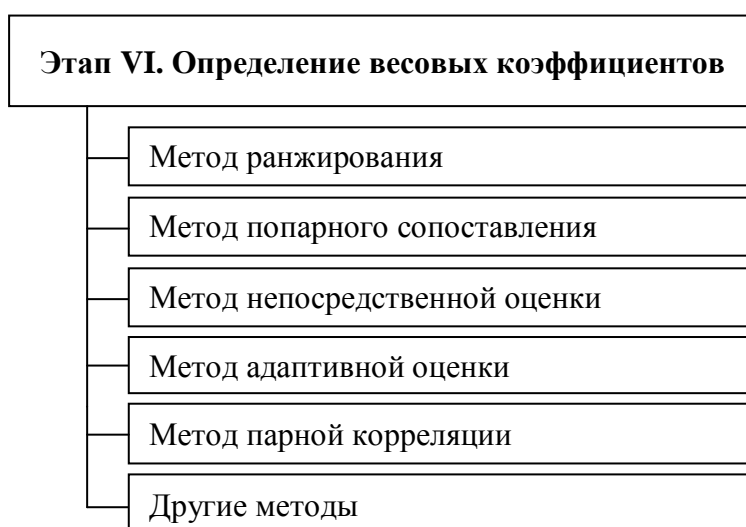 Этап VI. Определение весовых коэффициентов
Метод ранжирования
Метод попарного сопоставления
Метод непосредственной оценки
Метод адаптивной оценки
Метод парной корреляции
Другие методы